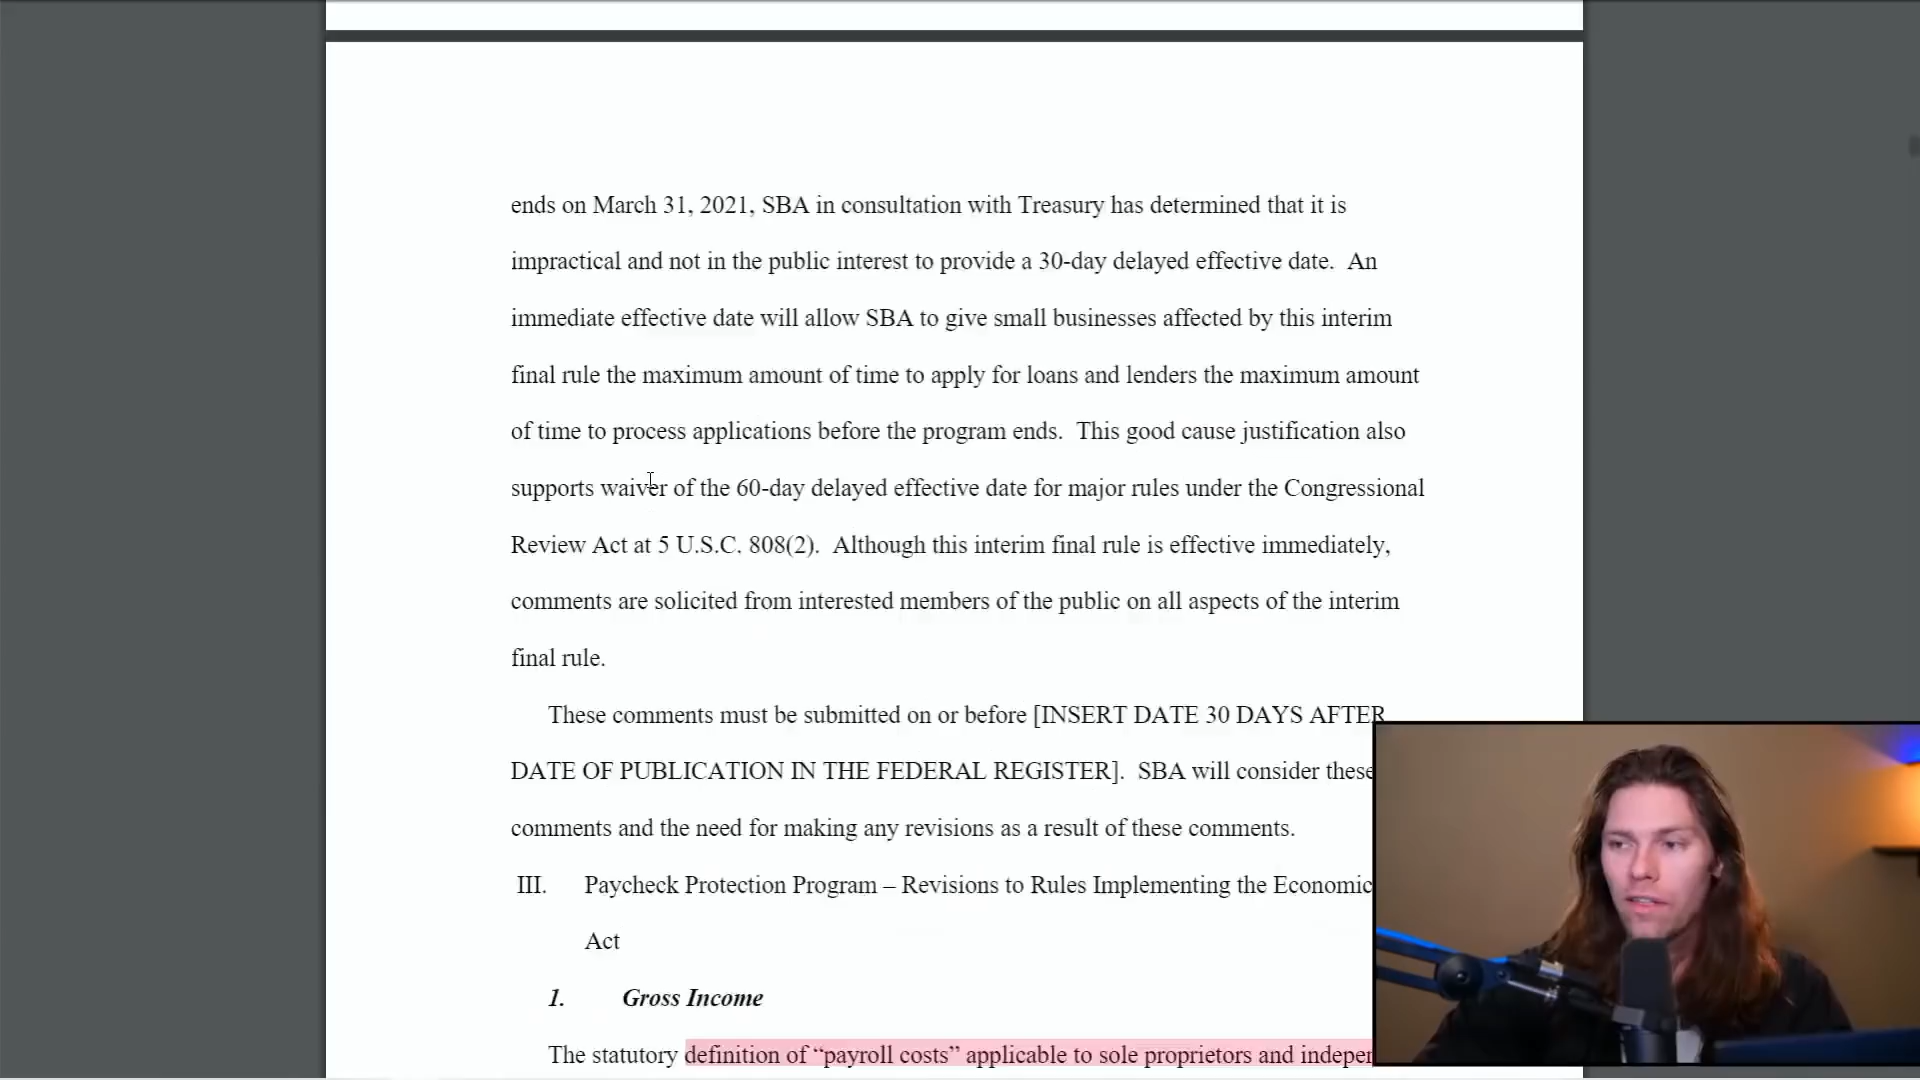 ends on March 31, 2021, SBA in consultation with Treasury has determined that it is
impractical and not in the public interest to provide a 30-day delayed effective date.  An
immediate effective date will allow SBA to give small businesses affected by this interim
final rule the maximum amount of time to apply for loans and lenders the maximum amount
of time to process applications before the program ends.  This good cause justification also
supports waiver of the 60-day delayed effective date for major rules under the Congressional
Review Act at 5 U.S.C. 808(2).  Although this interim final rule is effective immediately,
comments are solicited from interested members of the public on all aspects of the interim
final rule.
These comments must be submitted on or before [INSERT DATE 30 DAYS AFTER
DATE OF PUBLICATION IN THE FEDERAL REGISTER].  SBA will consider these
comments and the need for making any revisions as a result of these comments.
III. Paycheck Protection Program – Revisions to Rules Implementing the Economic
Act
1. Gross Income
The statutory definition of “payroll costs” applicable to sole proprietors and